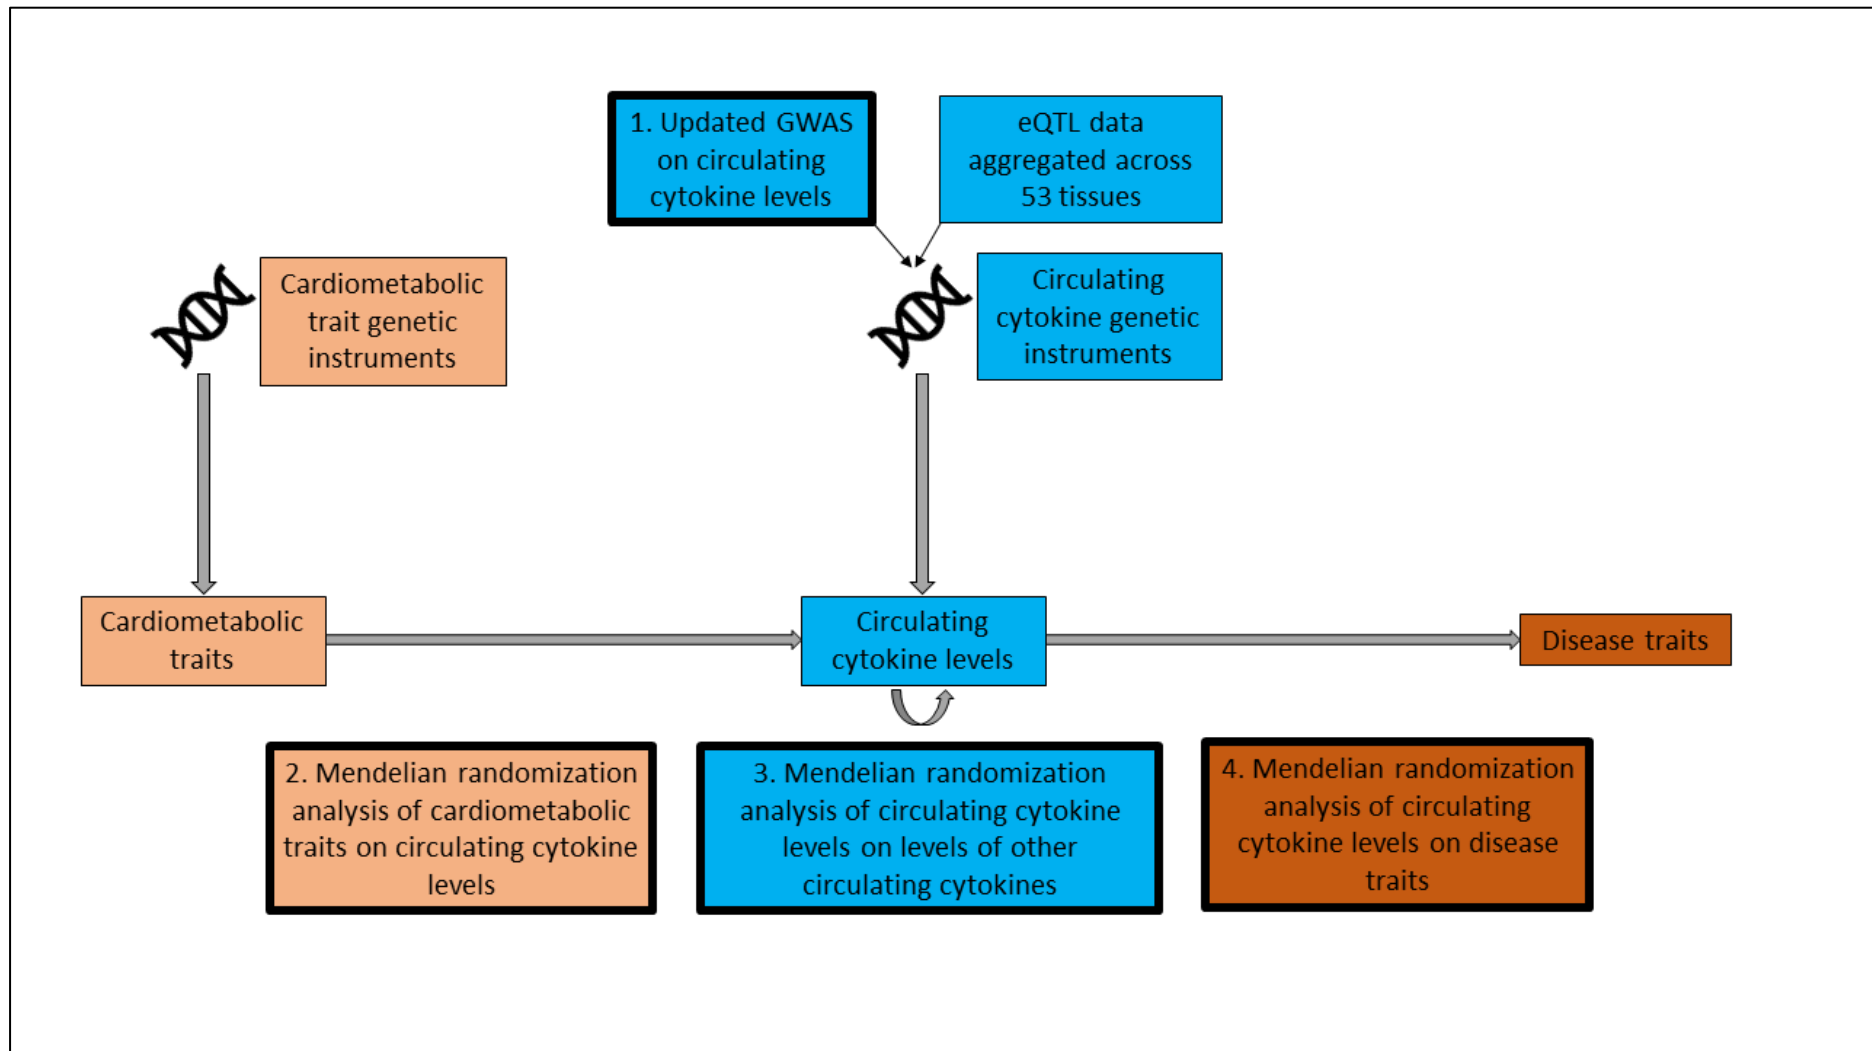 1. Updated GWAS
on circulating
cytokine levels
eQTL data
aggregated across
53 tissues
Cardiometabolic
trait genetic
instruments
Circulating
cytokine genetic
instruments
Cardiometabolic
traits
Circulating
cytokine levels
Disease traits
2. Mendelian randomization
analysis of cardiometabolic
traits on circulating cytokine
levels
3. Mendelian randomization
analysis of circulating cytokine
levels on levels of other
circulating cytokines
4. Mendelian randomization
analysis of circulating
cytokine levels on disease
traits